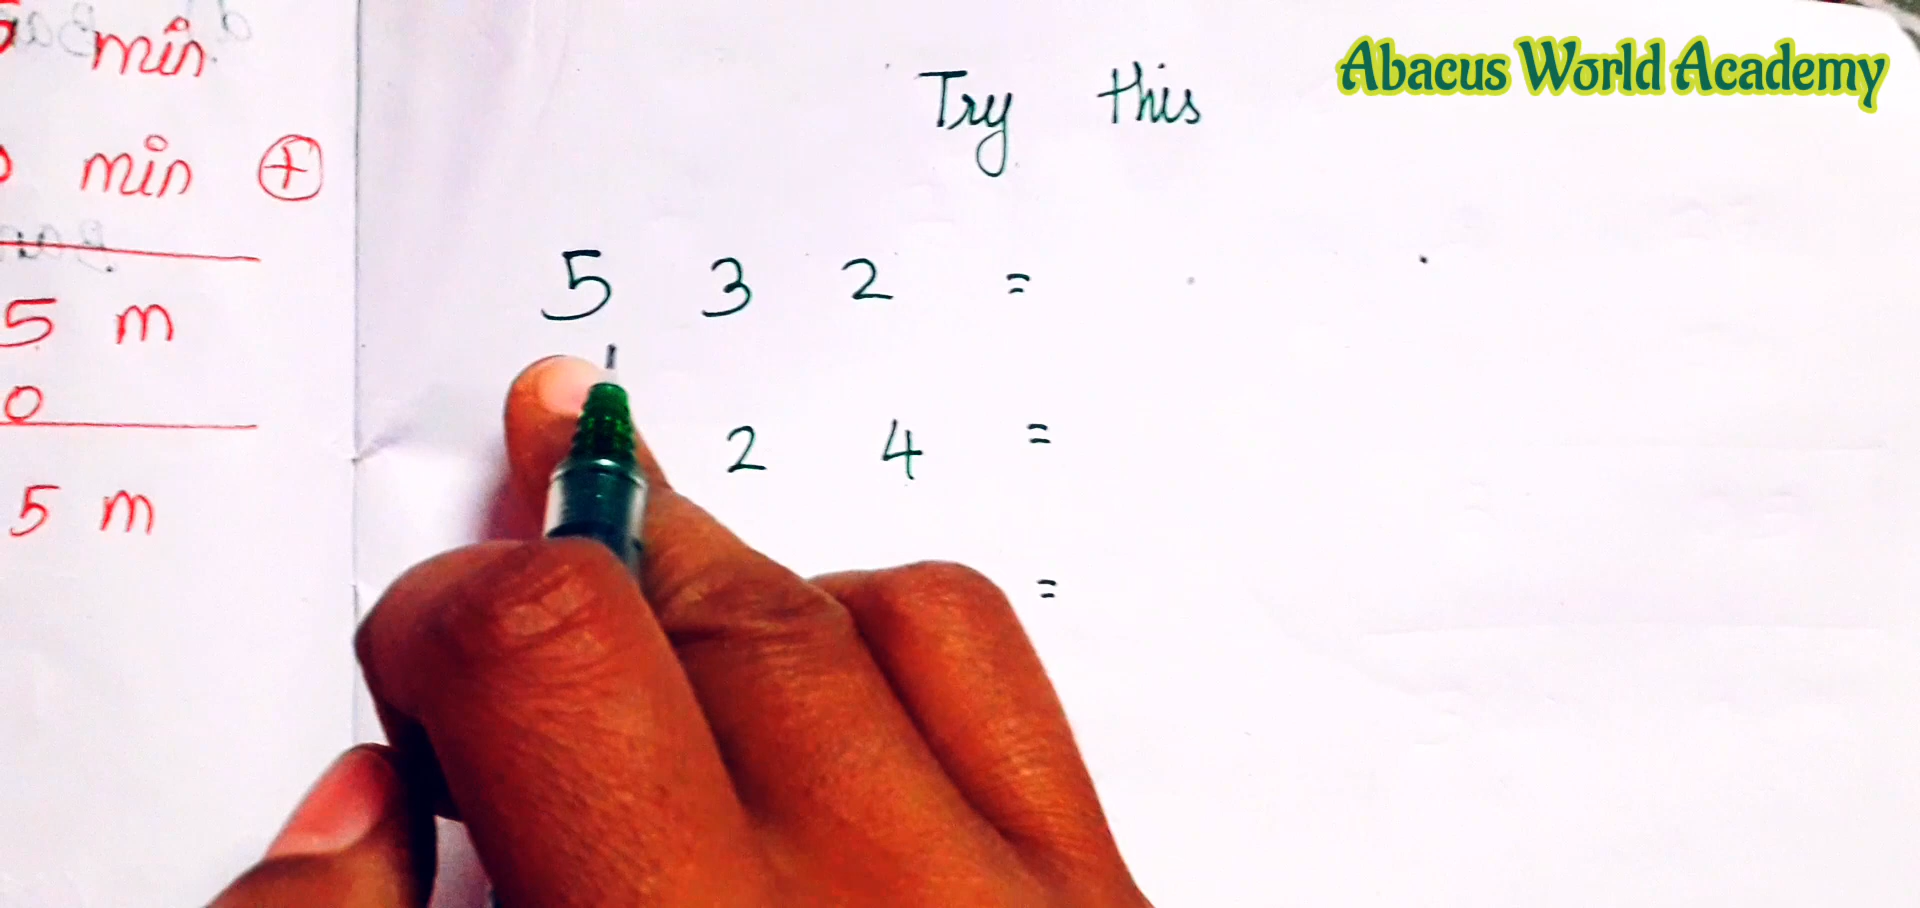 Abacus World Academy
Try this
min
min +
5 m
0
5 m
5 3 2 =
2 4 =
=